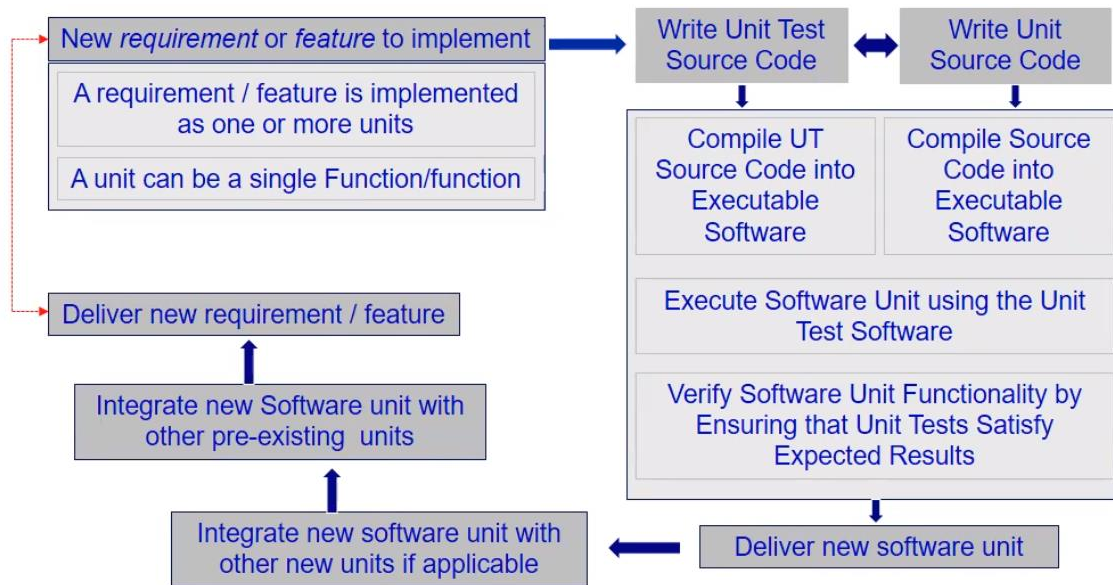 New requirement or feature to implement
A requirement / feature is implemented
as one or more units
A unit can be a single Function/function
Write Unit Test
Source Code
Write Unit
Source Code
Compile UT
Source Code into
Executable
Software
Compile Source
Code into
Executable
Software
Execute Software Unit using the Unit
Test Software
Verify Software Unit Functionality by
Ensuring that Unit Tests Satisfy
Expected Results
Deliver new software unit
Integrate new software unit with
other new units if applicable
Integrate new Software unit with
other pre-existing units
Deliver new requirement / feature